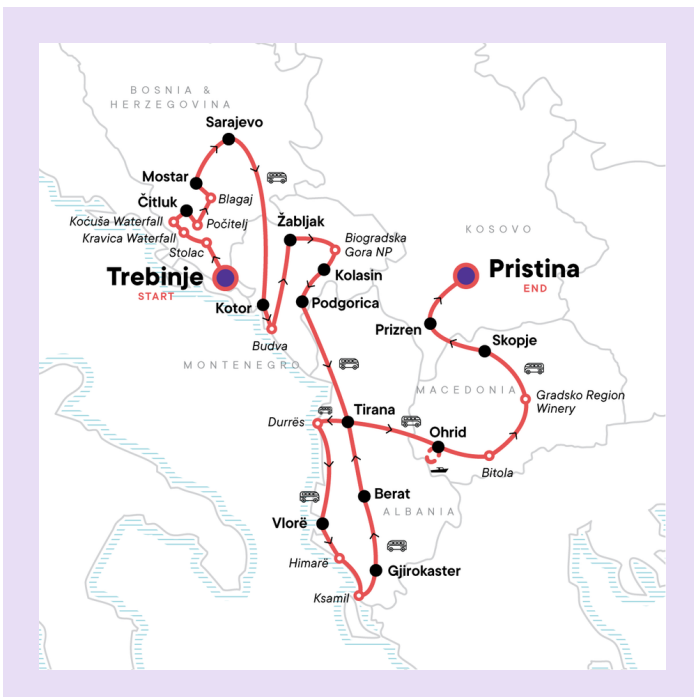 BOSNIA &
HERZEGOVINA
Sarajevo
Mostar
Blagaj
Čitluk
Koćuša Waterfall
Počitelj
Kravica Waterfall
Stolac
Trebinje
START
Žabljak
Biogradska
Gora NP
Kolasin
Kotor
Podgorica
Budva
MONTENEGRO
KOSOVO
Pristina
END
Prizren
Skopje
MACEDONIA
Gradsko Region
Winery
Tirana
Durrës
Ohrid
Bitola
Berat
ALBANIA
Vlorë
Himarë
Gjirokaster
Ksamil